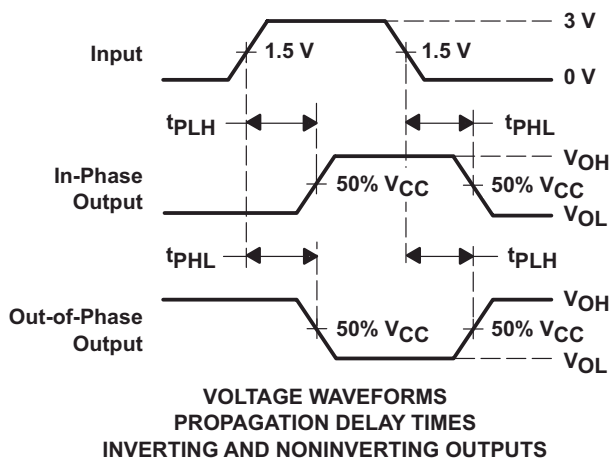 3 V
Input
1.5 V
1.5 V
0 V
tPLH
tPHL
In-Phase
Output
VOH
50% VCC
50% VCC
VOL
tPHL
tPLH
Out-of-Phase
Output
VOH
50% VCC
50% VCC
VOL
VOLTAGE WAVEFORMS
PROPAGATION DELAY TIMES
INVERTING AND NONINVERTING OUTPUTS